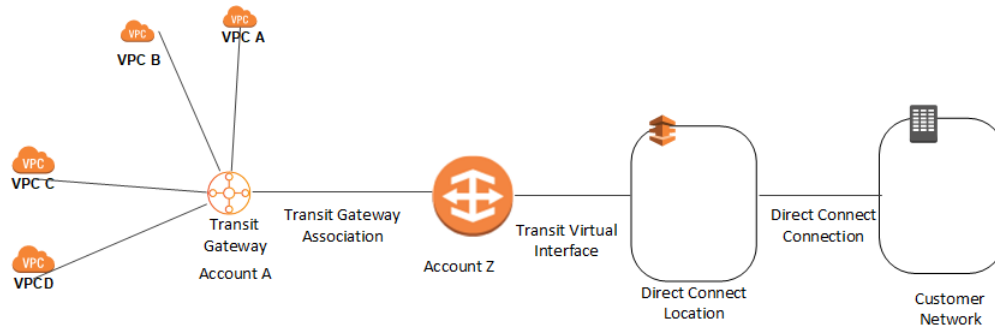 VPC
VPC A
VPC
VPC B
VPC
VPC C
VPC
VPCD
Transit
Gateway
Account A
Transit Gateway
Association
Account Z
Transit Virtual
Interface
Direct Connect
Location
Direct Connect
Connection
Customer
Network